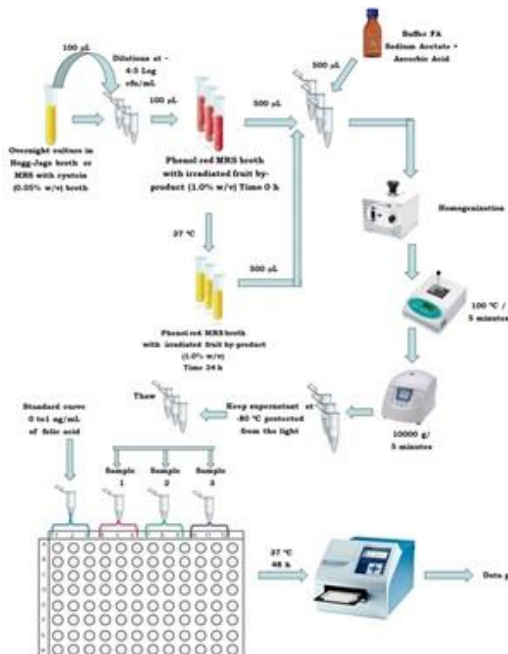 100 µL
Dilutions at ~
4-5 Log
cfu/mL
Buffer FA
Sodium Acetate +
Ascorbic Acid
500 µL
100 µL
500 µL
Overnight culture in
Hogg-Jago broth or
MRS with cystein
(0.05% w/v) broth
Phenol red MRS broth
with irradiated fruit by-
product (1.0% w/v) Time 0 h
Homogenization
37 °C
500 µL
100 °C /
5 minutes
Phenol red MRS broth
with irradiated fruit by-product
(1.0% w/v)
Time 24 h
Standard curve
0 to1 ng/mL
of folic acid
Thaw
Keep supernatant at
-80 °C protected
from the light
10000 g/
5 minutes
Sample
1
Sample
2
Sample
3
37 °C
48 h
Data p